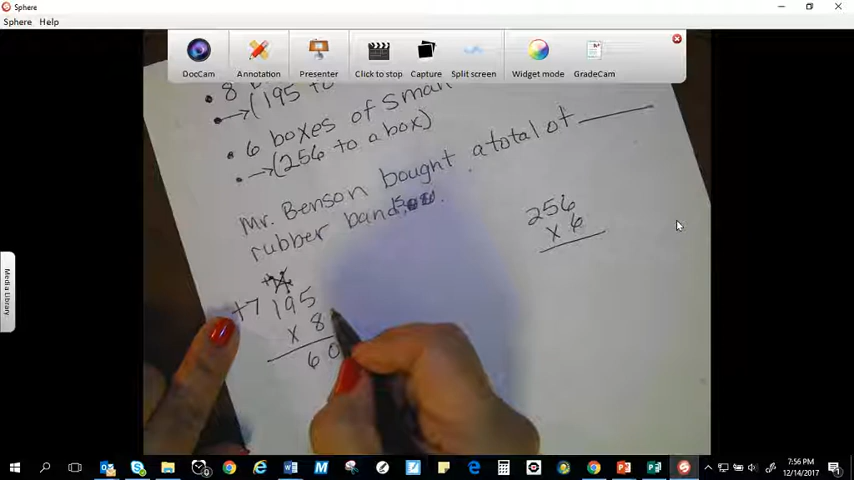 Sphere
Sphere Help
DocCam
Annotation
Presenter
Click to stop
Capture
Split screen
Widget mode
GradeCam
• 8
• →(195 to
• 6 boxes of small
• →(256 to a box)
Mr. Benson bought a total of ______
rubber bands.
+7 195
x 8
60
256
x 6
Media Library
7:56 PM
12/14/2017